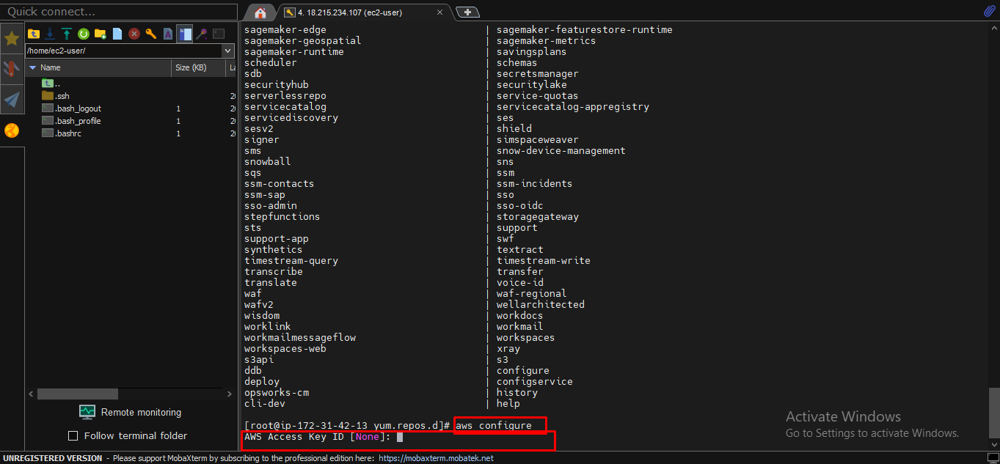 Quick connect...
4. 18.215.234.107 (ec2-user)
/home/ec2-user/
Name Size (KB) La
..
.ssh 20
.bash_logout 1 20
.bash_profile 1 20
.bashrc 1 20
Remote monitoring
Follow terminal folder
sagemaker-edge | sagemaker-featurestore-runtime
sagemaker-geospatial | sagemaker-metrics
sagemaker-runtime | savingsplans
scheduler | schemas
sdb | secretsmanager
securityhub | securitylake
serverlessrepo | service-quotas
servicecatalog | servicecatalog-appregistry
servicediscovery | ses
sesv2 | shield
signer | simspaceweaver
sms | snow-device-management
snowball | sns
sqs | ssm
ssm-contacts | ssm-incidents
ssm-sap | sso
sso-admin | sso-oidc
stepfunctions | storagegateway
sts | support
support-app | swf
synthetics | textract
timestream-query | timestream-write
transcribe | transfer
translate | voice-id
waf | waf-regional
wafv2 | wellarchitected
wisdom | workdocs
worklink | workmail
workmailmessageflow | workspaces
workspaces-web | xray
s3api | s3
ddb | configure
deploy | configservice
opsworks-cm | history
cli-dev | help
[root@ip-172-31-42-13 yum.repos.d]# aws configure
AWS Access Key ID [None]:
Activate Windows
Go to Settings to activate Windows.
UNREGISTERED VERSION - Please support MobaXterm by subscribing to the professional edition here: https://mobaxterm.mobatek.net